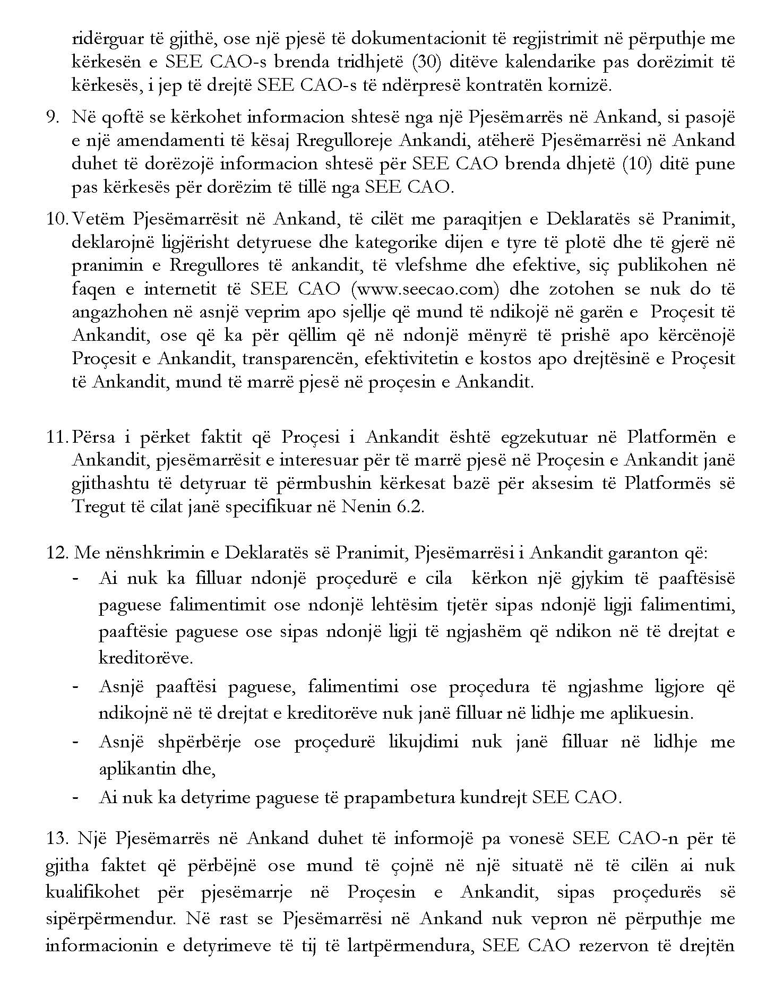 ridërguar të gjithë, ose një pjesë të dokumentacionit të regjistrimit në përputhje me
kërkesën e SEE CAO-s brenda tridhjetë (30) ditëve kalendarike pas dorëzimit të
kërkesës, i jep të drejtë SEE CAO-s të ndërpresë kontratën kornizë.
9. Në qoftë se kërkohet informacion shtesë nga një Pjesëmarrës në Ankand, si pasojë
e një amendamenti të kësaj Rregulloreje Ankandi, atëherë Pjesëmarrësi në Ankand
duhet të dorëzojë informacion shtesë për SEE CAO brenda dhjetë (10) ditë pune
pas kërkesës për dorëzim të tillë nga SEE CAO.
10. Vetëm Pjesëmarrësit në Ankand, të cilët me paraqitjen e Deklaratës së Pranimit,
deklarojnë ligjërisht detyruese dhe kategorike dijen e tyre të plotë dhe të gjerë në
pranimin e Rregullores të ankandit, të vlefshme dhe efektive, siç publikohen në
faqen e internetit të SEE CAO (www.seecao.com) dhe zotohen se nuk do të
angazhohen në asnjë veprim apo sjellje që mund të ndikojë në garën e Proçesit të
Ankandit, ose që ka për qëllim që në ndonjë mënyrë të prishë apo kërcënojë
Proçesit e Ankandit, transparencën, efektivitetin e kostos apo drejtësinë e Proçesit
të Ankandit, mund të marrë pjesë në proçesin e Ankandit.
11. Përsa i përket faktit që Proçesi i Ankandit është egzekutuar në Platformën e
Ankandit, pjesëmarrësit e interesuar për të marrë pjesë në Proçesin e Ankandit janë
gjithashtu të detyruar të përmbushin kërkesat bazë për aksesim të Platformës së
Tregut të cilat janë specifikuar në Nenin 6.2.
12. Me nënshkrimin e Deklaratës së Pranimit, Pjesëmarrësi i Ankandit garanton që:
- Ai nuk ka filluar ndonjë proçedurë e cila kërkon një gjykim të paaftësisë
paguese falimentimit ose ndonjë lehtësim tjetër sipas ndonjë ligji falimentimi,
paaftësie paguese ose sipas ndonjë ligji të ngjashëm që ndikon në të drejtat e
kreditorëve.
- Asnjë paaftësi paguese, falimentimi ose proçedura të ngjashme ligjore që
ndikojnë në të drejtat e kreditorëve nuk janë filluar në lidhje me aplikuesin.
- Asnjë shpërbërje ose proçedurë likujdimi nuk janë filluar në lidhje me
aplikantin dhe,
- Ai nuk ka detyrime paguese të prapambetura kundrejt SEE CAO.
13. Një Pjesëmarrës në Ankand duhet të informojë pa vonesë SEE CAO-n për të
gjitha faktet që përbëjnë ose mund të çojnë në një situatë në të cilën ai nuk
kualifikohet për pjesëmarrje në Proçesin e Ankandit, sipas proçedurës së
sipërpërmendur. Në rast se Pjesëmarrësi në Ankand nuk vepron në përputhje me
informacionin e detyrimeve të tij të lartpërmendura, SEE CAO rezervon të drejtën